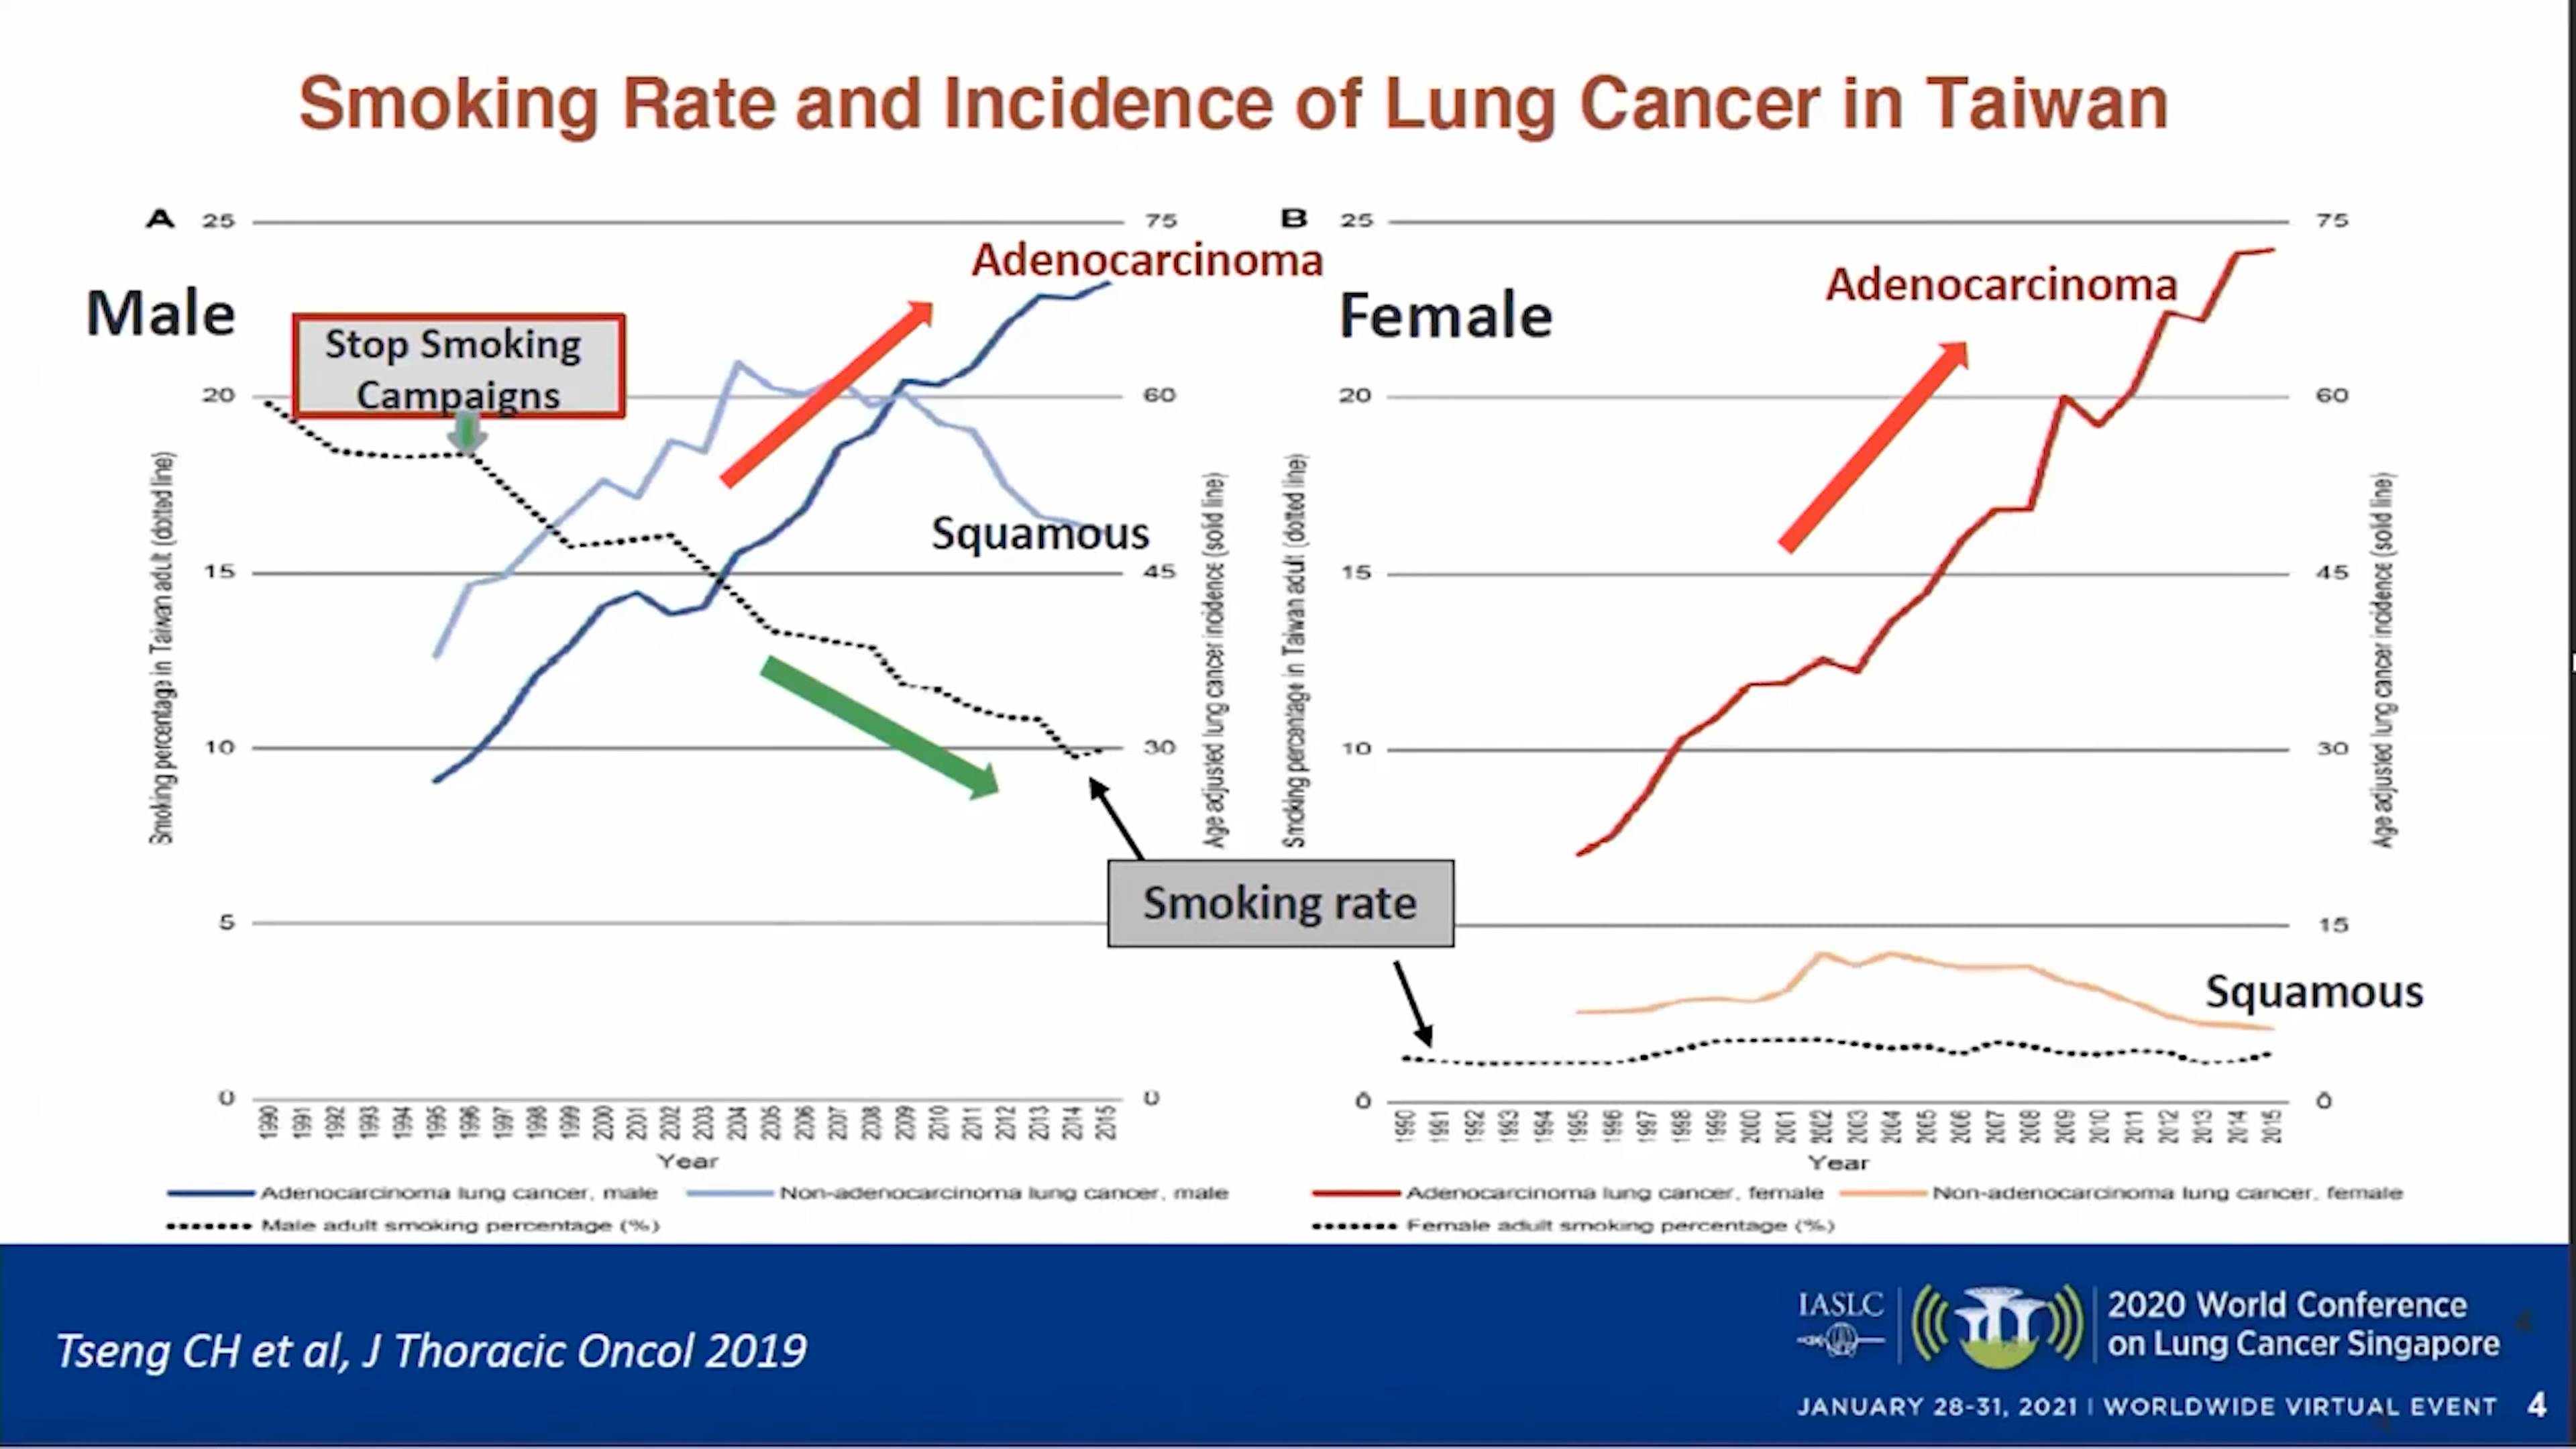 Smoking Rate and Incidence of Lung Cancer in Taiwan
A
Male
Stop Smoking
Campaigns
Adenocarcinoma
Squamous
25
20
15
10
5
0
75
60
45
30
0
Smoking percentage in Taiwan adult (dotted line)
Age adjusted lung cancer incidence (solid line)
1990 1991 1992 1993 1994 1995 1996 1997 1998 1999 2000 2001 2002 2003 2004 2005 2006 2007 2008 2009 2010 2011 2012 2013 2014 2015
Year
Adenocarcinoma lung cancer, male
Non-adenocarcinoma lung cancer, male
Male adult smoking percentage (%)
Smoking rate
B
Female
Adenocarcinoma
Squamous
25
20
15
10
0
75
60
45
30
15
0
Smoking percentage in Taiwan adult (dotted line)
Age adjusted lung cancer incidence (solid line)
1990 1991 1992 1993 1994 1995 1996 1997 1998 1999 2000 2001 2002 2003 2004 2005 2006 2007 2008 2009 2010 2011 2012 2013 2014 2015
Year
Adenocarcinoma lung cancer, female
Non-adenocarcinoma lung cancer, female
Female adult smoking percentage (%)
Tseng CH et al, J Thoracic Oncol 2019
IASLC
2020 World Conference
on Lung Cancer Singapore
JANUARY 28-31, 2021 | WORLDWIDE VIRTUAL EVENT
4